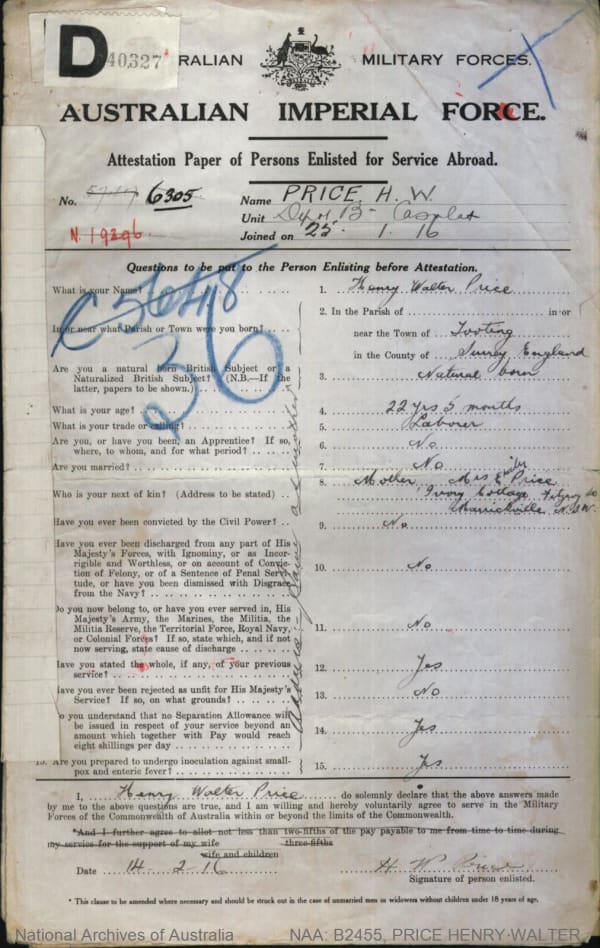 D 40327
RALIAN MILITARY FORCES.
AUSTRALIAN IMPERIAL FORCE.
Attestation Paper of Persons Enlisted for Service Abroad.
No. 6305 Name PRICE, H. W.
N. 19396 Unit
Joined on 25. 1. 16
Questions to be put to the Person Enlisting before Attestation.
What is your Name? 1. Henry Walter Price
In or near what Parish or Town were you born? 2. In the Parish of in or
near the Town of Tooting
in the County of Surrey England
Are you a natural born British Subject or a
Naturalized British Subject? (N.B.—If the
latter, papers to be shown.) 3. Natural born
What is your age? 4. 22 yrs 5 months
What is your trade or calling? 5. Laborer
Are you, or have you been, an Apprentice? If so,
where, to whom, and for what period? 6. No
Are you married? 7. No
Who is your next of kin? (Address to be stated) 8. Mother Mrs E Price
Ivory Cottage, Fitzroy
Marrickville, N.S.W.
Have you ever been convicted by the Civil Power? 9. No
Have you ever been discharged from any part of His
Majesty's Forces, with Ignominy, or as Incor-
rigible and Worthless, or on account of Convic-
tion of Felony, or of a Sentence of Penal Servi-
tude, or have you been dismissed with Disgrace
from the Navy? 10. No
Do you now belong to, or have you ever served in, His
Majesty's Army, the Marines, the Militia, the
Militia Reserve, the Territorial Force, Royal Navy,
or Colonial Forces? If so, state which, and if not
now serving, state cause of discharge 11. No
Have you stated the whole, if any, of your previous
service? 12. Yes
Have you ever been rejected as unfit for His Majesty's
Service? If so, on what grounds? 13. No
Do you understand that no Separation Allowance will
be issued in respect of your service beyond an
amount which together with Pay would reach
eight shillings per day 14. Yes
15. Are you prepared to undergo inoculation against small-
pox and enteric fever? 15. Yes
I, Henry Walter Price do solemnly declare that the above answers made
by me to the above questions are true, and I am willing and hereby voluntarily agree to serve in the Military
Forces of the Commonwealth of Australia within or beyond the limits of the Commonwealth.
*And I further agree to allot not less than two-fifths of the pay payable to me from time to time during
my service for the support of my wife three-fifths
wife and children
Date 14 2 16 H W Price
Signature of person enlisted.
* This clause to be amended where necessary and should be struck out in the case of unmarried men or widowers without children under 18 years of age.
National Archives of Australia NAA: B2455, PRICE HENRY WALTER